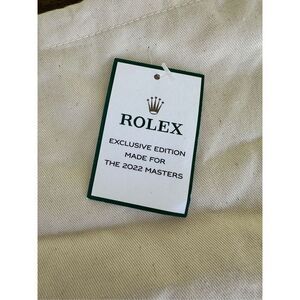 ROLEX
EXCLUSIVE EDITION
MADE FOR
THE 2022 MASTERS